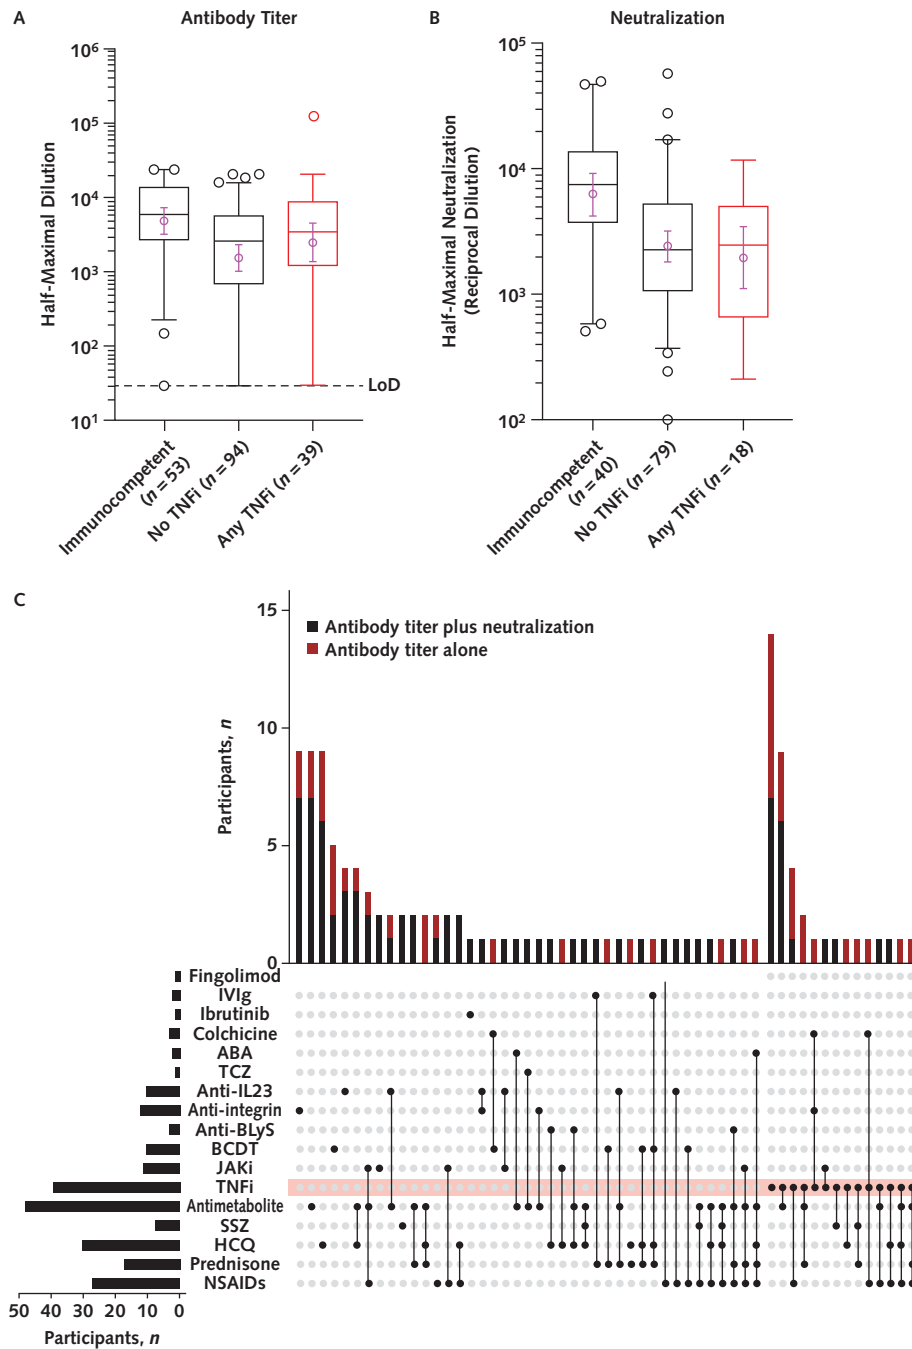 A
Antibody Titer
Half-Maximal Dilution
10⁶
10⁵
10⁴
10³
10²
10¹
LoD
Immunocompetent
(n = 53)
No TNFi (n = 94)
Any TNFi (n = 39)
B
Neutralization
Half-Maximal Neutralization
(Reciprocal Dilution)
10⁵
10⁴
10³
10²
Immunocompetent
(n = 40)
No TNFi (n = 79)
Any TNFi (n = 18)
C
Participants, n
15
10
5
0
Antibody titer plus neutralization
Antibody titer alone
Fingolimod
IVIg
Ibrutinib
Colchicine
ABA
TCZ
Anti-IL23
Anti-integrin
Anti-BLyS
BCDT
JAKi
TNFi
Antimetabolite
SSZ
HCQ
Prednisone
NSAIDs
50 40 30 20 10 0
Participants, n